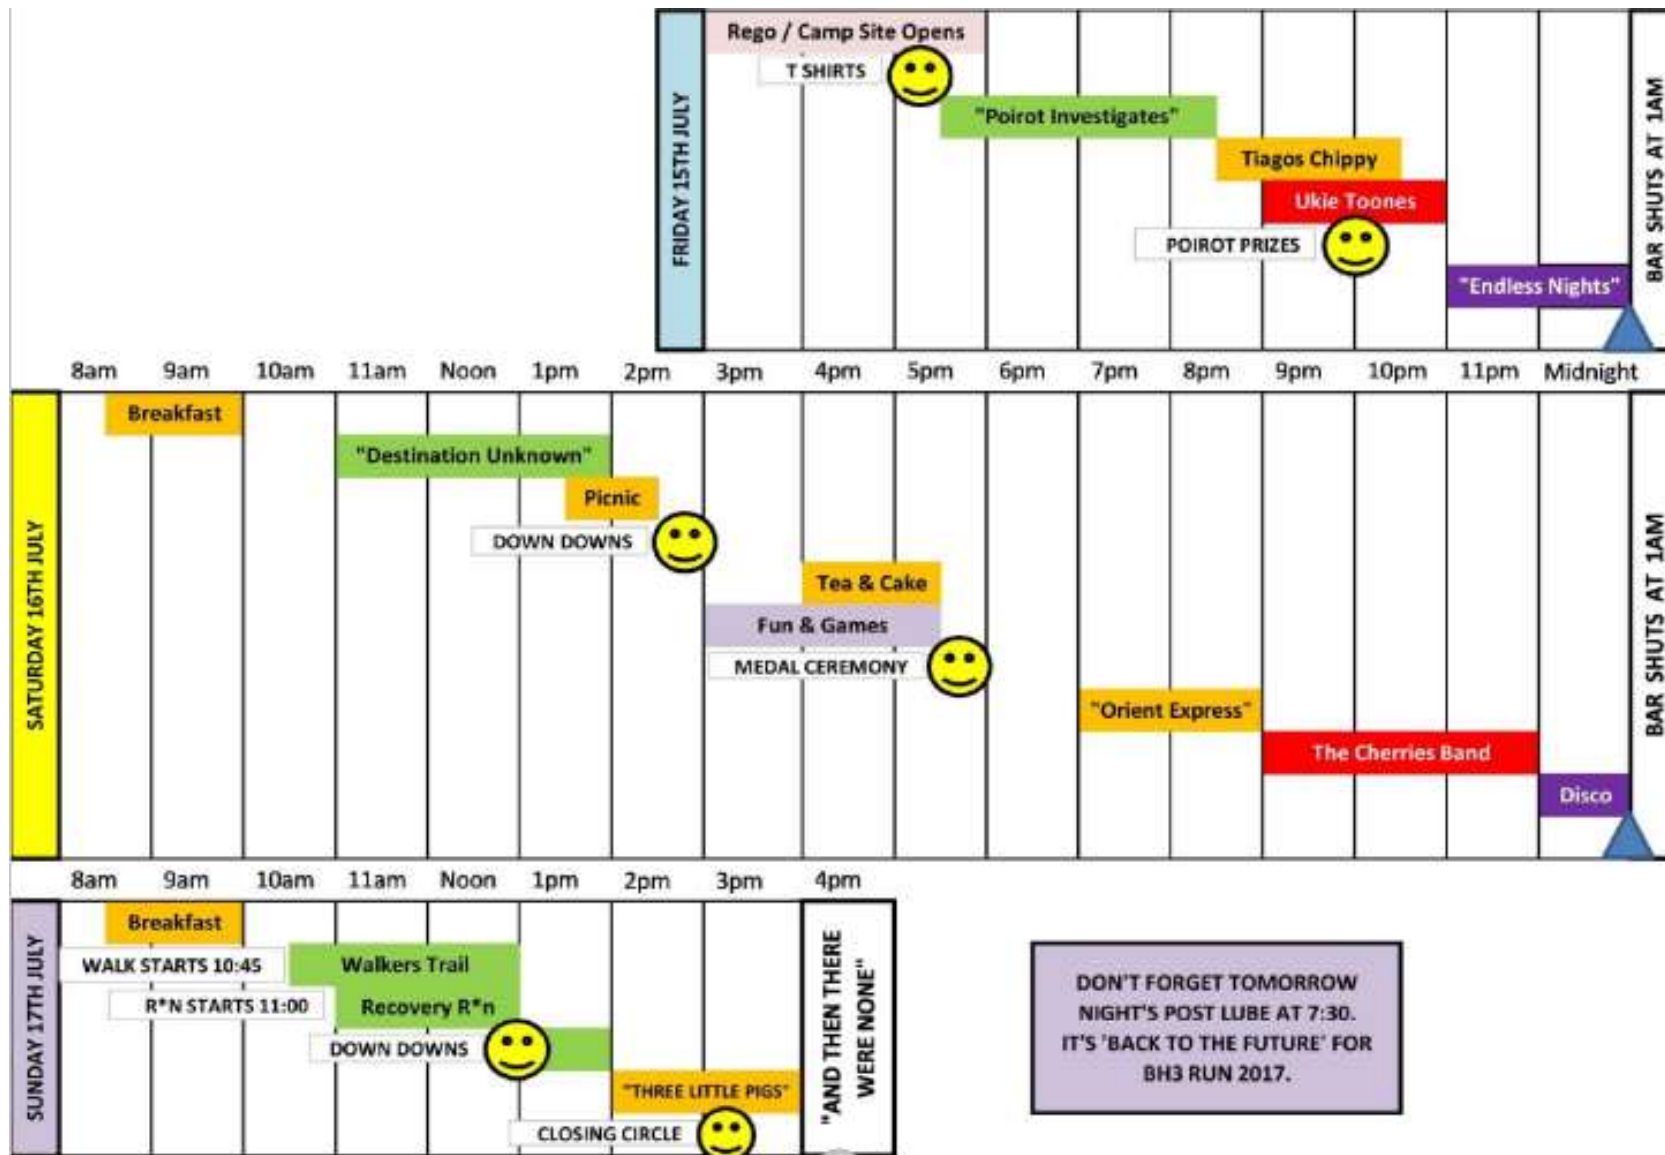 FRIDAY 15TH JULY
Rego / Camp Site Opens
T SHIRTS
"Poirot Investigates"
Tiagos Chippy
Ukie Toones
POIROT PRIZES
"Endless Nights"
BAR SHUTS AT 1AM
8am 9am 10am 11am Noon 1pm 2pm 3pm 4pm 5pm 6pm 7pm 8pm 9pm 10pm 11pm Midnight
SATURDAY 16TH JULY
Breakfast
"Destination Unknown"
Picnic
DOWN DOWNS
Tea & Cake
Fun & Games
MEDAL CEREMONY
"Orient Express"
The Cherries Band
Disco
BAR SHUTS AT 1AM
8am 9am 10am 11am Noon 1pm 2pm 3pm 4pm
SUNDAY 17TH JULY
Breakfast
WALK STARTS 10:45 Walkers Trail
R*N STARTS 11:00 Recovery R*n
DOWN DOWNS
"THREE LITTLE PIGS"
CLOSING CIRCLE
"AND THEN THERE
WERE NONE"
DON'T FORGET TOMORROW
NIGHT'S POST LUBE AT 7:30.
IT'S 'BACK TO THE FUTURE' FOR
BH3 RUN 2017.